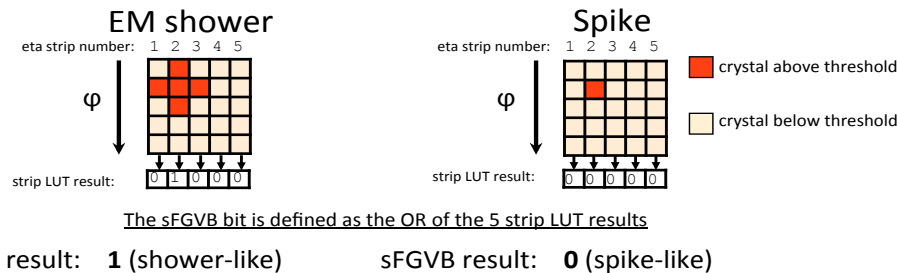 EM shower
Spike
eta strip number: 1 2 3 4 5
eta strip number: 1 2 3 4 5
crystal above threshold
φ
φ
crystal below threshold
strip LUT result: 0 1 0 0 0
strip LUT result: 0 0 0 0 0
The sFGVB bit is defined as the OR of the 5 strip LUT results
result: 1 (shower-like)
sFGVB result: 0 (spike-like)